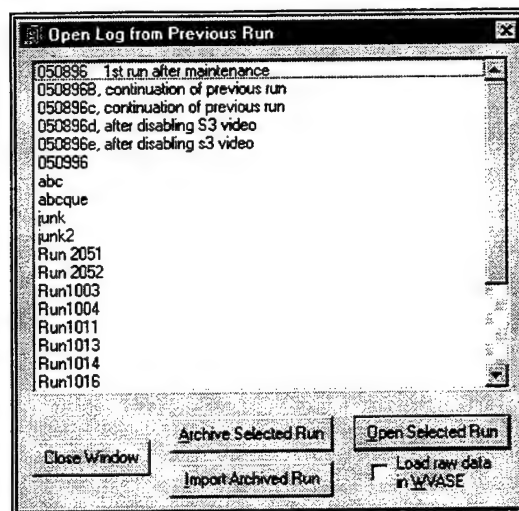 Open Log from Previous Run
050896 1st run after maintenance
050896B, continuation of previous run
050896c, continuation of previous run
050896d, after disabling S3 video
050896e, after disabling s3 video
050996
abc
abcque
junk
junk2
Run 2051
Run 2052
Run1003
Run1004
Run1011
Run1013
Run1014
Run1016
Archive Selected Run
Open Selected Run
Close Window
Import Archived Run
Load raw data
in WVASE